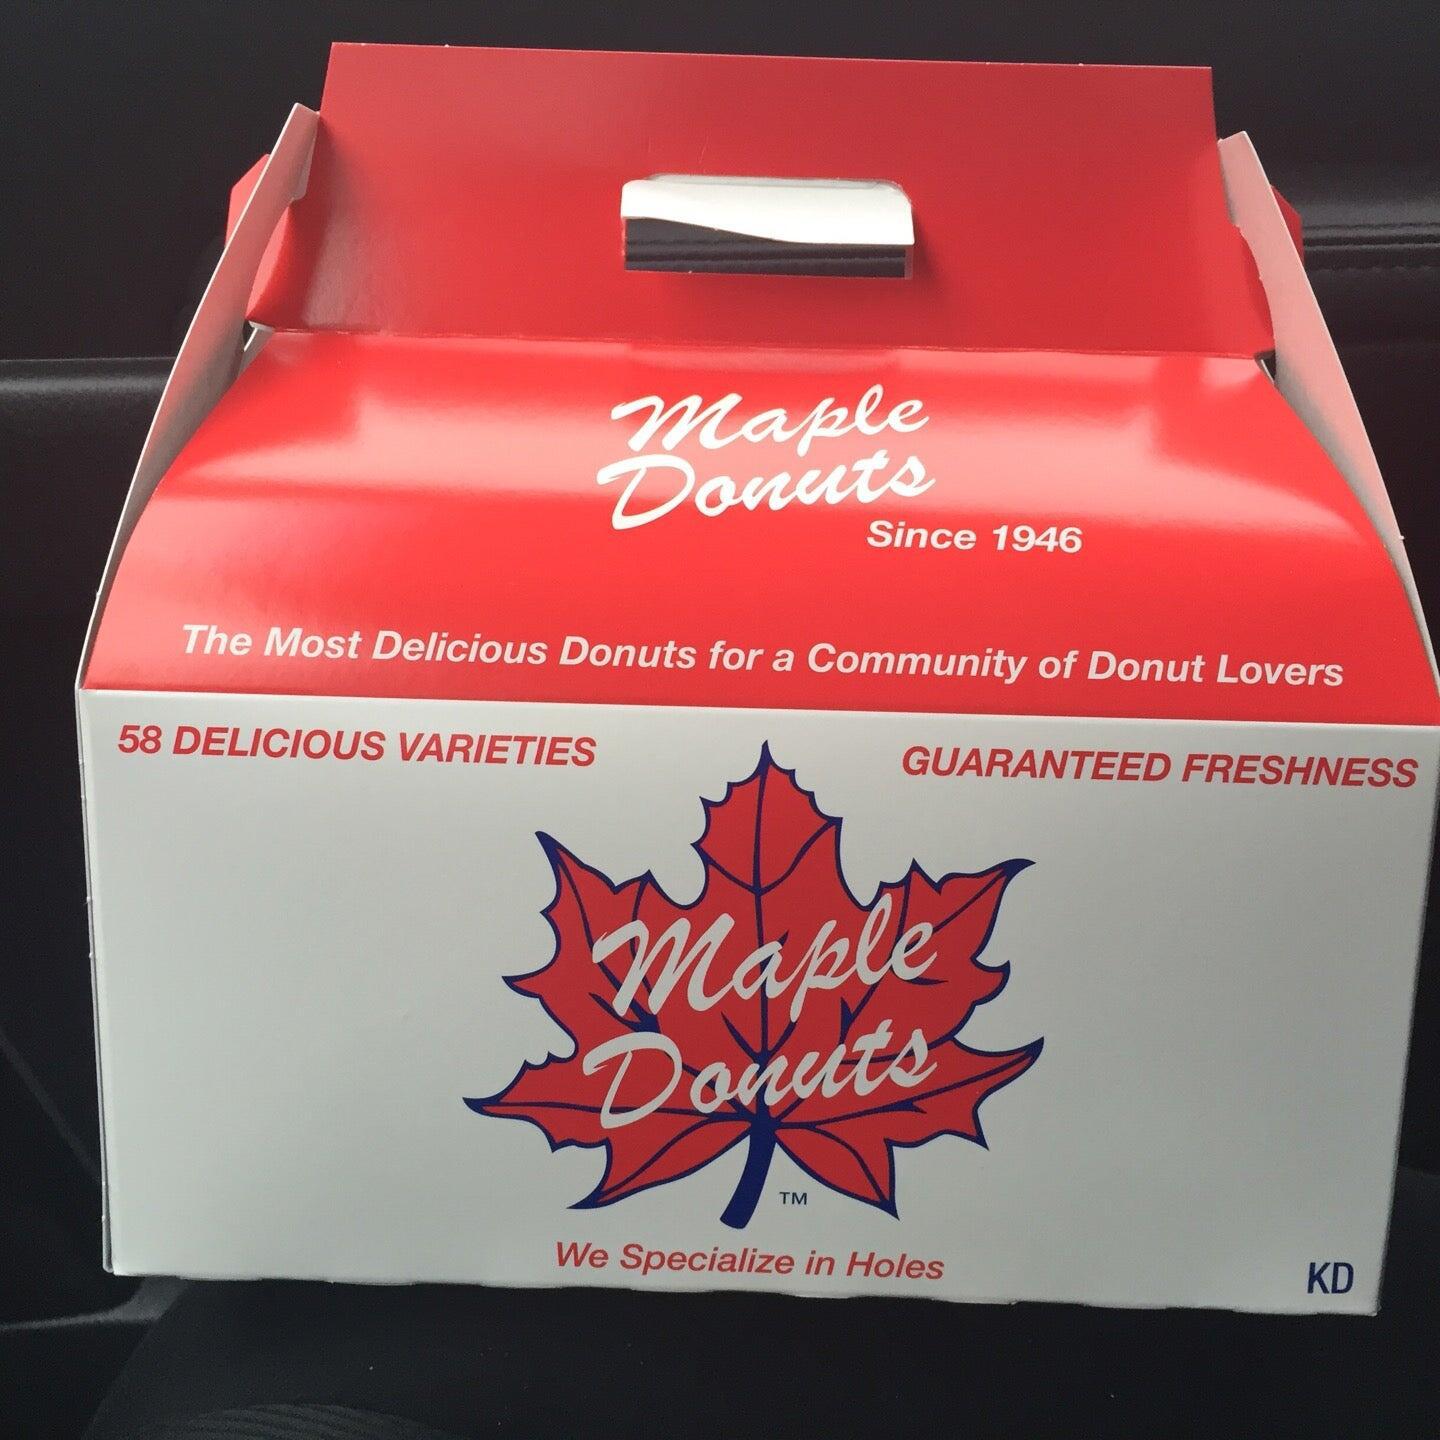 Maple
Donuts
Since 1946
The Most Delicious Donuts for a Community of Donut Lovers
58 DELICIOUS VARIETIES
GUARANTEED FRESHNESS
Maple
Donuts
TM
We Specialize in Holes
KD